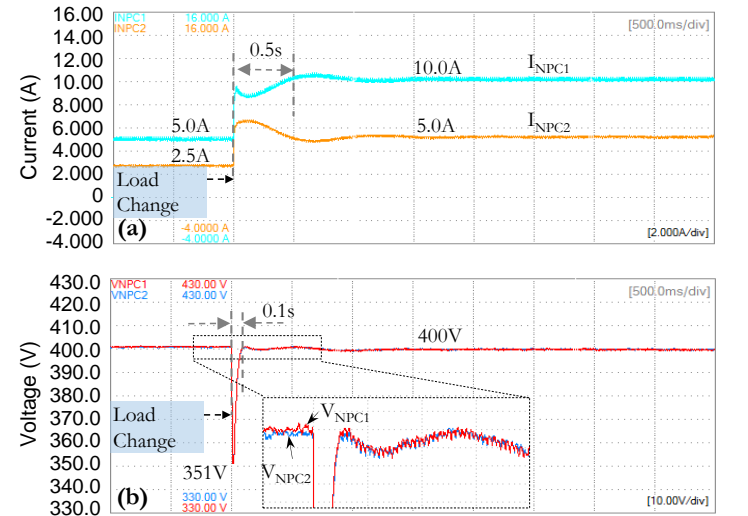 INPC1 16.000 A
INPC2 16.000 A
[500.0ms/div]
16.00
14.00
12.00
10.00
8.000
6.000
4.000
2.000
0
-2.000
-4.000
Current (A)
0.5s
10.0A
I_NPC1
5.0A
5.0A
I_NPC2
2.5A
Load
Change
(a)
-4.0000 A
-4.0000 A
[2.000A/div]
VNPC1 430.00 V
VNPC2 430.00 V
[500.0ms/div]
430.0
420.0
410.0
400.0
390.0
380.0
370.0
360.0
350.0
340.0
330.0
Voltage (V)
0.1s
400V
Load
Change
V_NPC1
V_NPC2
351V
(b)
330.00 V
330.00 V
[10.00V/div]